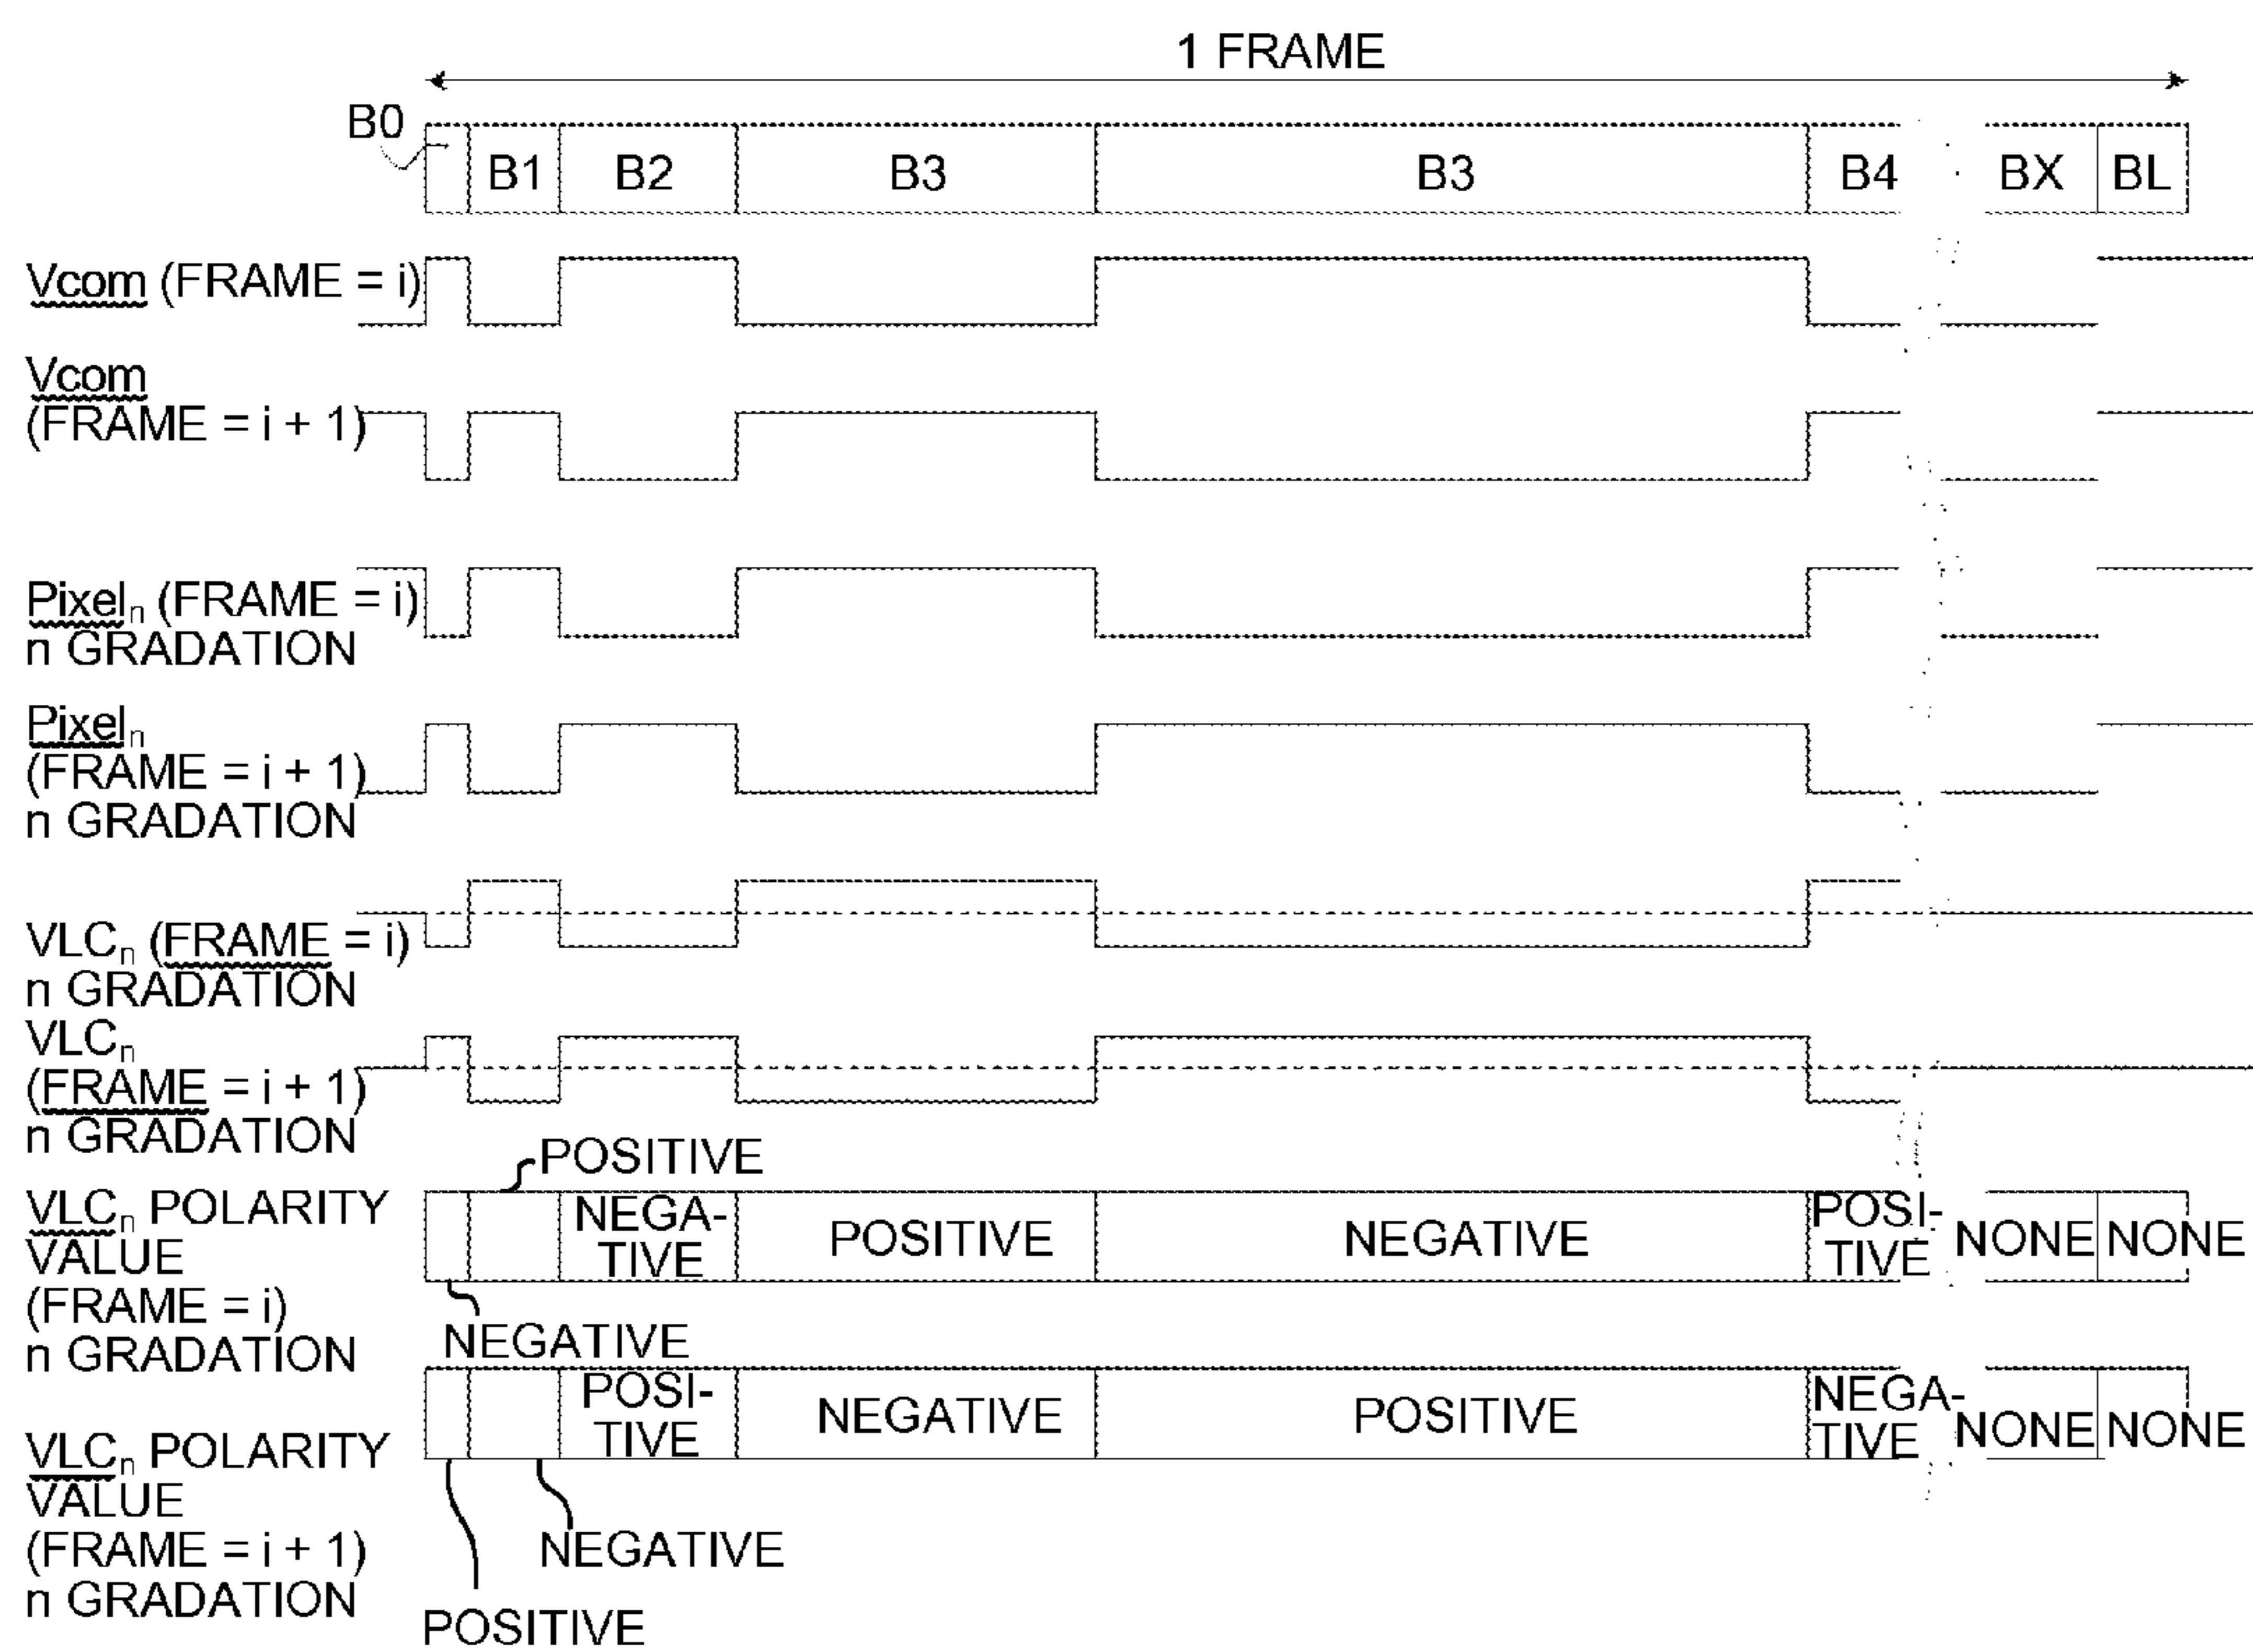 1 FRAME
B0
B1 B2 B3 B3 B4 BX BL
Vcom (FRAME = i)
Vcom
(FRAME = i + 1)
Pixelₙ (FRAME = i)
n GRADATION
Pixelₙ
(FRAME = i + 1)
n GRADATION
VLCₙ (FRAME = i)
n GRADATION
VLCₙ
(FRAME = i + 1)
n GRADATION
POSITIVE
VLCₙ POLARITY
VALUE
(FRAME = i)
n GRADATION
NEGA-
TIVE
POSITIVE
NEGATIVE
POSI-
TIVE
NONE
NONE
NEGATIVE
VLCₙ POLARITY
VALUE
(FRAME = i + 1)
n GRADATION
POSI-
TIVE
NEGATIVE
POSITIVE
NEGA-
TIVE
NONE
NONE
NEGATIVE
POSITIVE